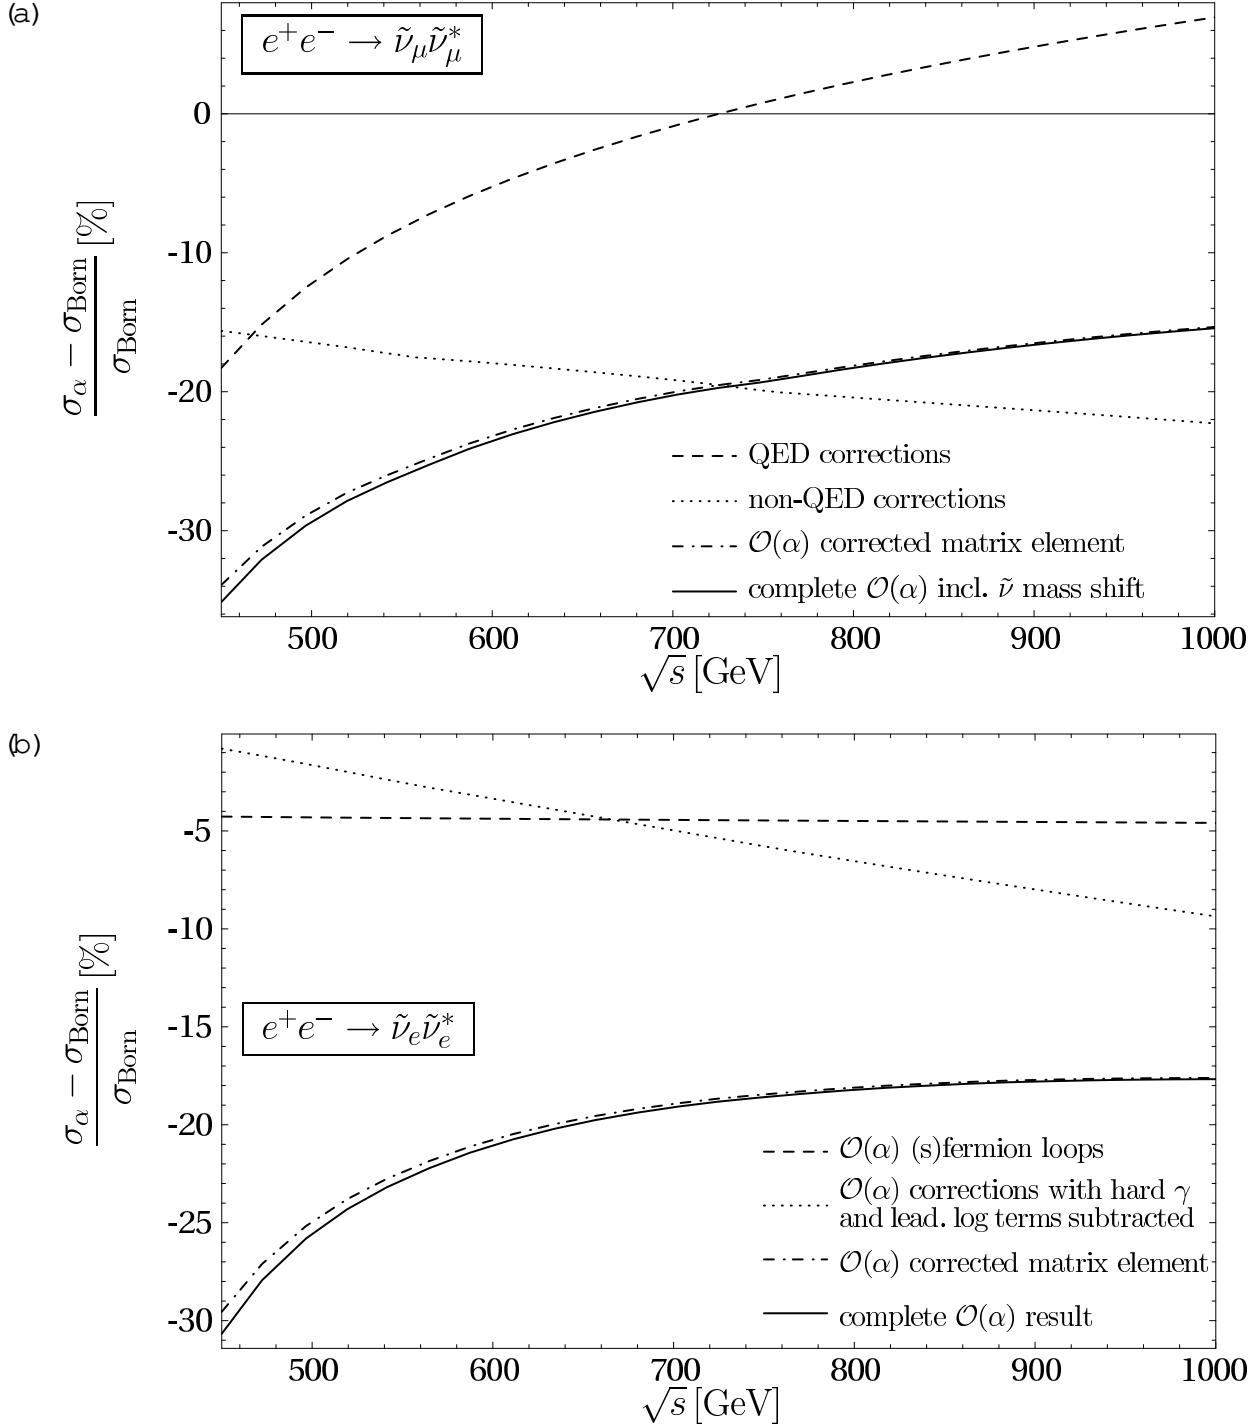 (a)
e⁺e⁻ → ν̃_μ ν̃*_μ
0
-10
-20
-30
σ_α − σ_Born
σ_Born
[%]
QED corrections
non-QED corrections
𝒪(α) corrected matrix element
complete 𝒪(α) incl. ν̃ mass shift
500 600 700 800 900 1000
√s [GeV]
(b)
-5
-10
-15
-20
-25
-30
σ_α − σ_Born
σ_Born
[%]
e⁺e⁻ → ν̃_e ν̃*_e
𝒪(α) (s)fermion loops
𝒪(α) corrections with hard γ
and lead. log terms subtracted
𝒪(α) corrected matrix element
complete 𝒪(α) result
500 600 700 800 900 1000
√s [GeV]